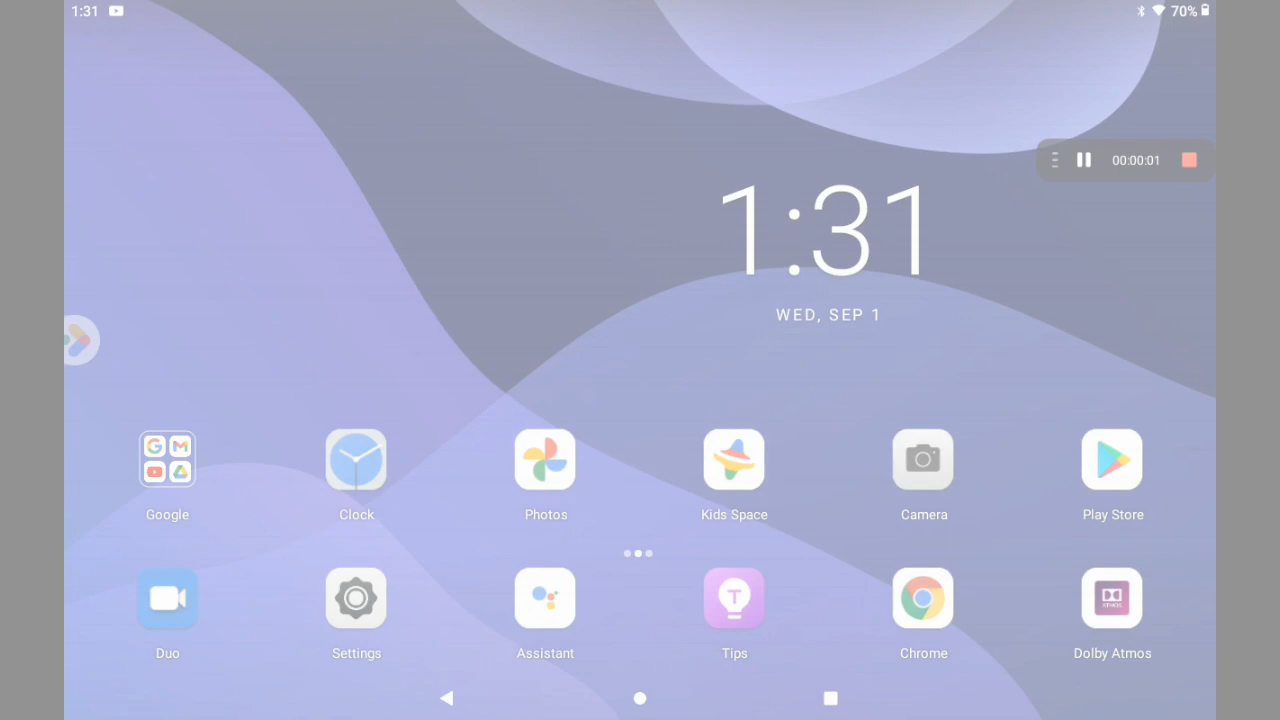 1:31
70%
00:00:01
1:31
WED, SEP 1
Google
Clock
Photos
Kids Space
Camera
Play Store
T
ATMOS
Duo
Settings
Assistant
Tips
Chrome
Dolby Atmos